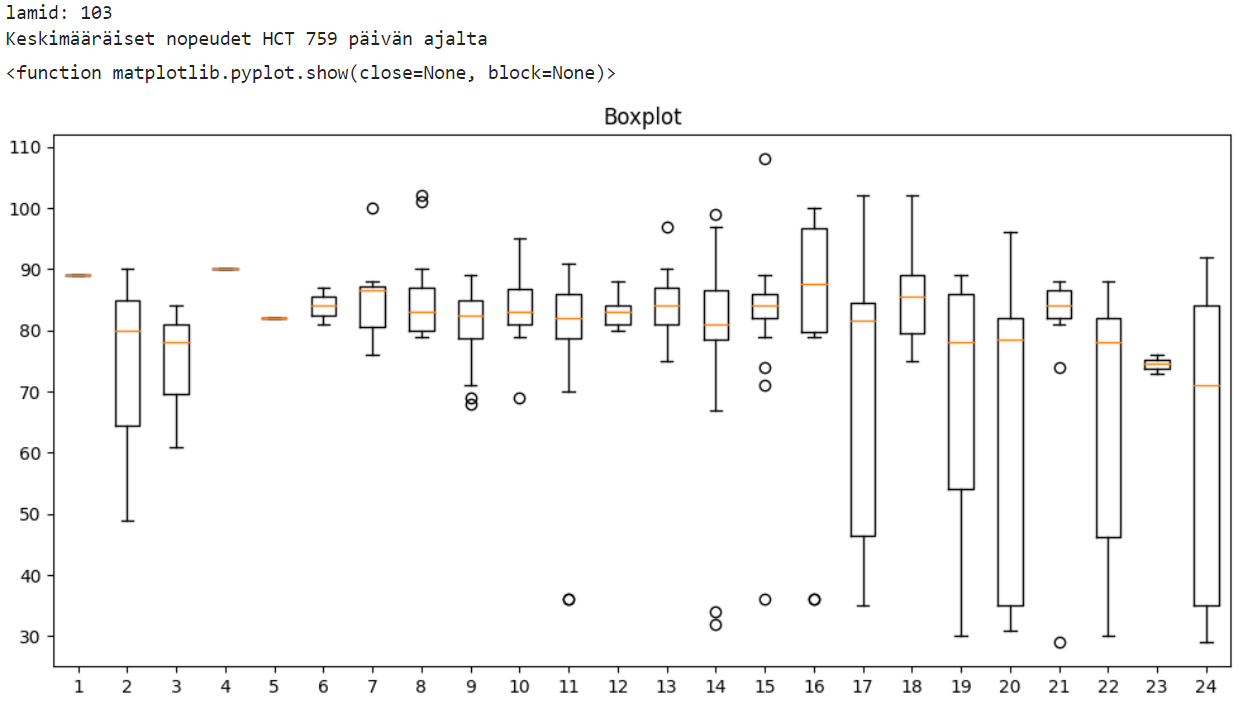 lamid: 103
Keskimääräiset nopeudet HCT 759 päivän ajalta
<function matplotlib.pyplot.show(close=None, block=None)>
Boxplot
110
100
90
80
70
60
50
40
30
1 2 3 4 5 6 7 8 9 10 11 12 13 14 15 16 17 18 19 20 21 22 23 24